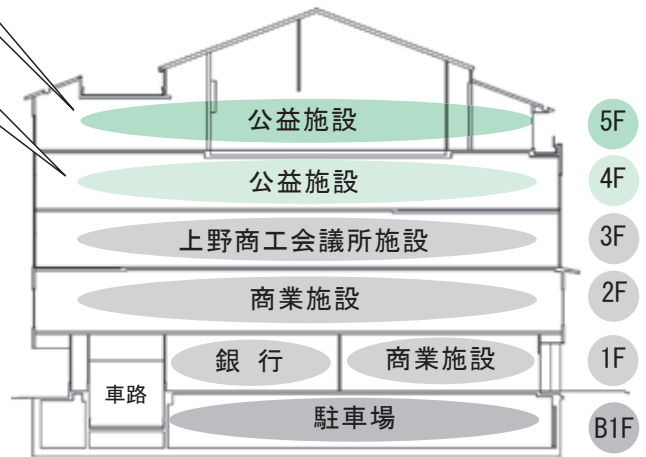 公益施設 5F
公益施設 4F
上野商工会議所施設 3F
商業施設 2F
銀 行 商業施設 1F
車路
駐車場 B1F